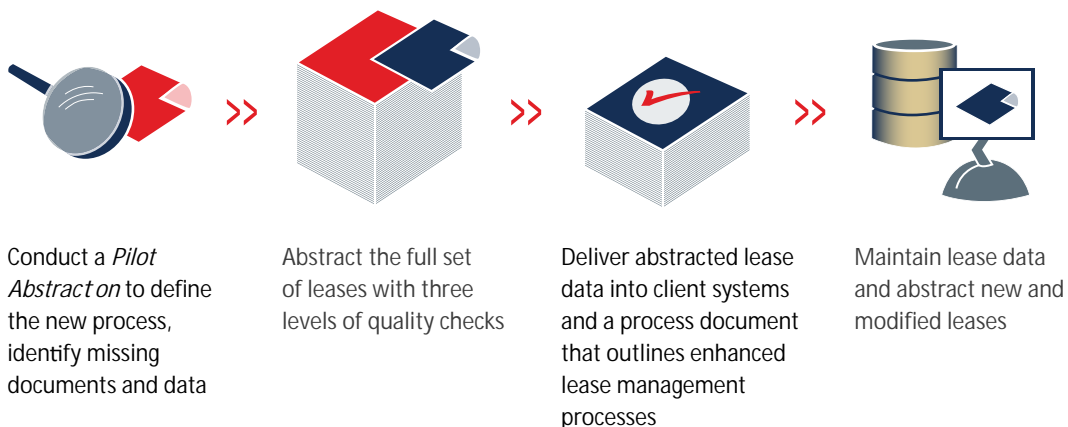 Conduct a Pilot
Abstract on to define
the new process,
identify missing
documents and data
Abstract the full set
of leases with three
levels of quality checks
Deliver abstracted lease
data into client systems
and a process document
that outlines enhanced
lease management
processes
Maintain lease data
and abstract new and
modified leases